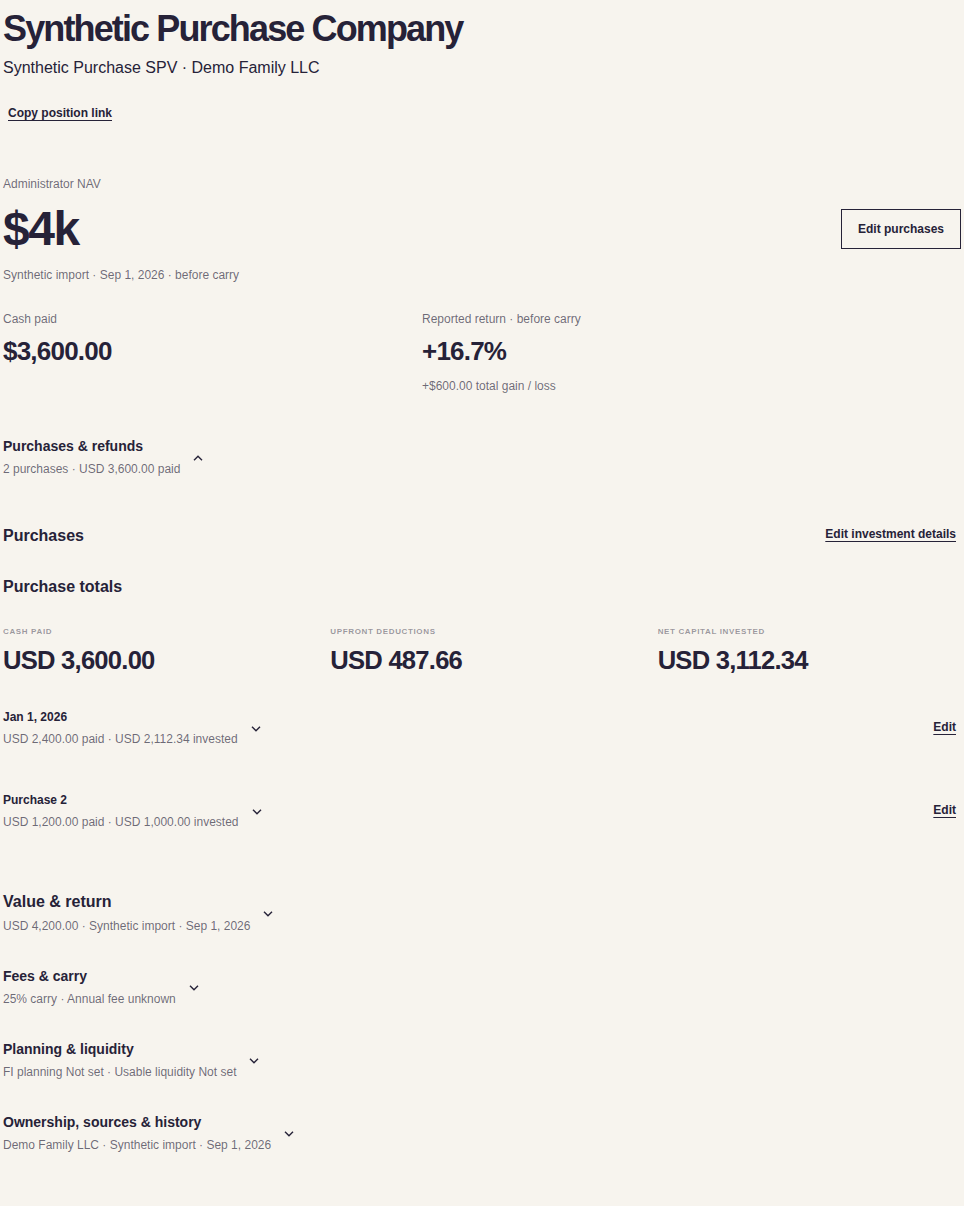 Synthetic Purchase Company
Synthetic Purchase SPV · Demo Family LLC
Copy position link
Administrator NAV
$4k
Edit purchases
Synthetic import · Sep 1, 2026 · before carry
Cash paid
Reported return · before carry
$3,600.00
+16.7%
+$600.00 total gain / loss
Purchases & refunds
2 purchases · USD 3,600.00 paid
Purchases
Edit investment details
Purchase totals
CASH PAID
UPFRONT DEDUCTIONS
NET CAPITAL INVESTED
USD 3,600.00
USD 487.66
USD 3,112.34
Jan 1, 2026
USD 2,400.00 paid · USD 2,112.34 invested
Edit
Purchase 2
USD 1,200.00 paid · USD 1,000.00 invested
Edit
Value & return
USD 4,200.00 · Synthetic import · Sep 1, 2026
Fees & carry
25% carry · Annual fee unknown
Planning & liquidity
FI planning Not set · Usable liquidity Not set
Ownership, sources & history
Demo Family LLC · Synthetic import · Sep 1, 2026